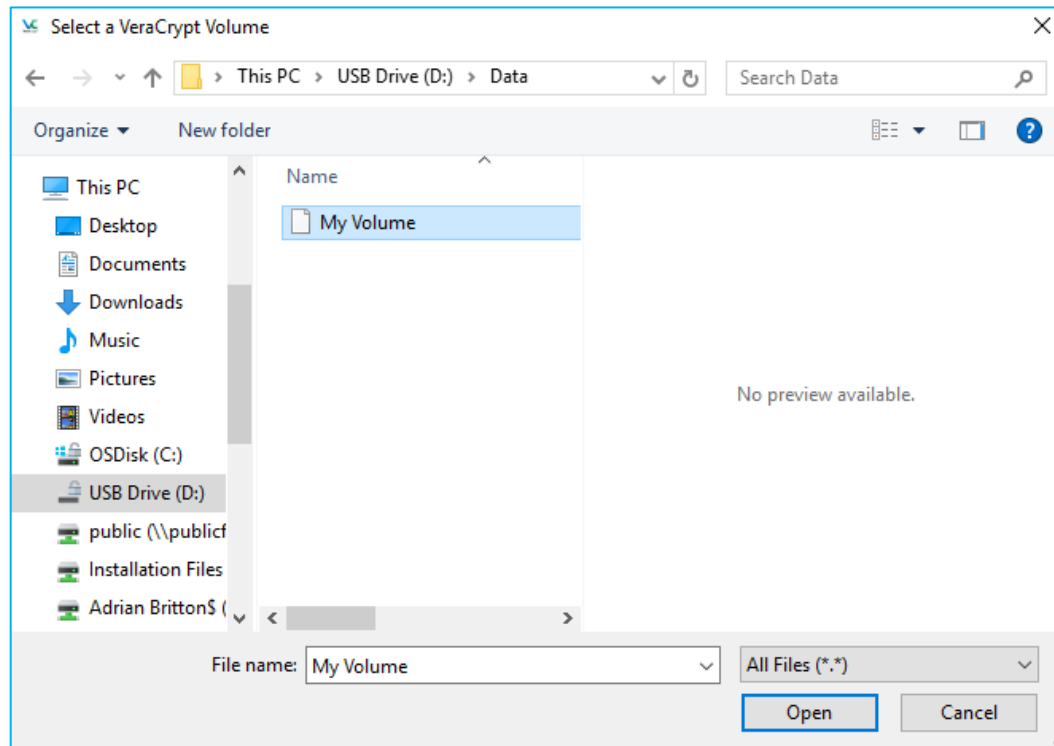 Select a VeraCrypt Volume
This PC > USB Drive (D:) > Data
Search Data
Organize
New folder
This PC
Desktop
Documents
Downloads
Music
Pictures
Videos
OSDisk (C:)
USB Drive (D:)
public (\\publicf
Installation Files
Adrian Britton$ (
Name
My Volume
No preview available.
File name: My Volume
All Files (*.*)
Open
Cancel